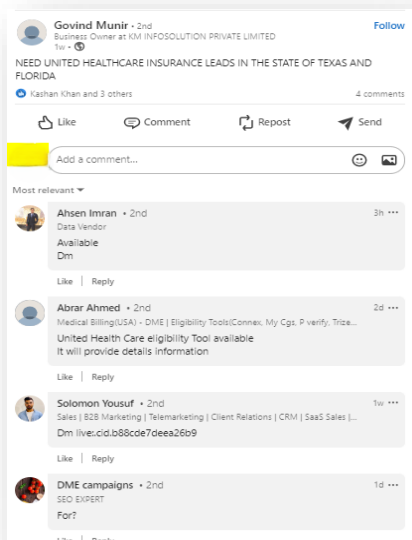 Govind Munir • 2nd
Follow
Business Owner at KM INFOSOLUTION PRIVATE LIMITED
1w •
NEED UNITED HEALTHCARE INSURANCE LEADS IN THE STATE OF TEXAS AND
FLORIDA
Kashan Khan and 3 others
4 comments
Like Comment Repost Send
Add a comment...
Most relevant
Ahsen Imran • 2nd
3h •••
Data Vendor
Available
Dm
Like | Reply
Abrar Ahmed • 2nd
2d •••
Medical Billing(USA) - DME | Eligibility Tools(Connex, My Cgs, P verify, Trize...
United Health Care eligibility Tool available
It will provide details information
Like | Reply
Solomon Yousuf • 2nd
1w •••
Sales | B2B Marketing | Telemarketing | Client Relations | CRM | SaaS Sales |...
Dm live:.cid.b88cde7deea26b9
Like | Reply
DME campaigns • 2nd
1d •••
SEO EXPERT
For?
Like | Reply